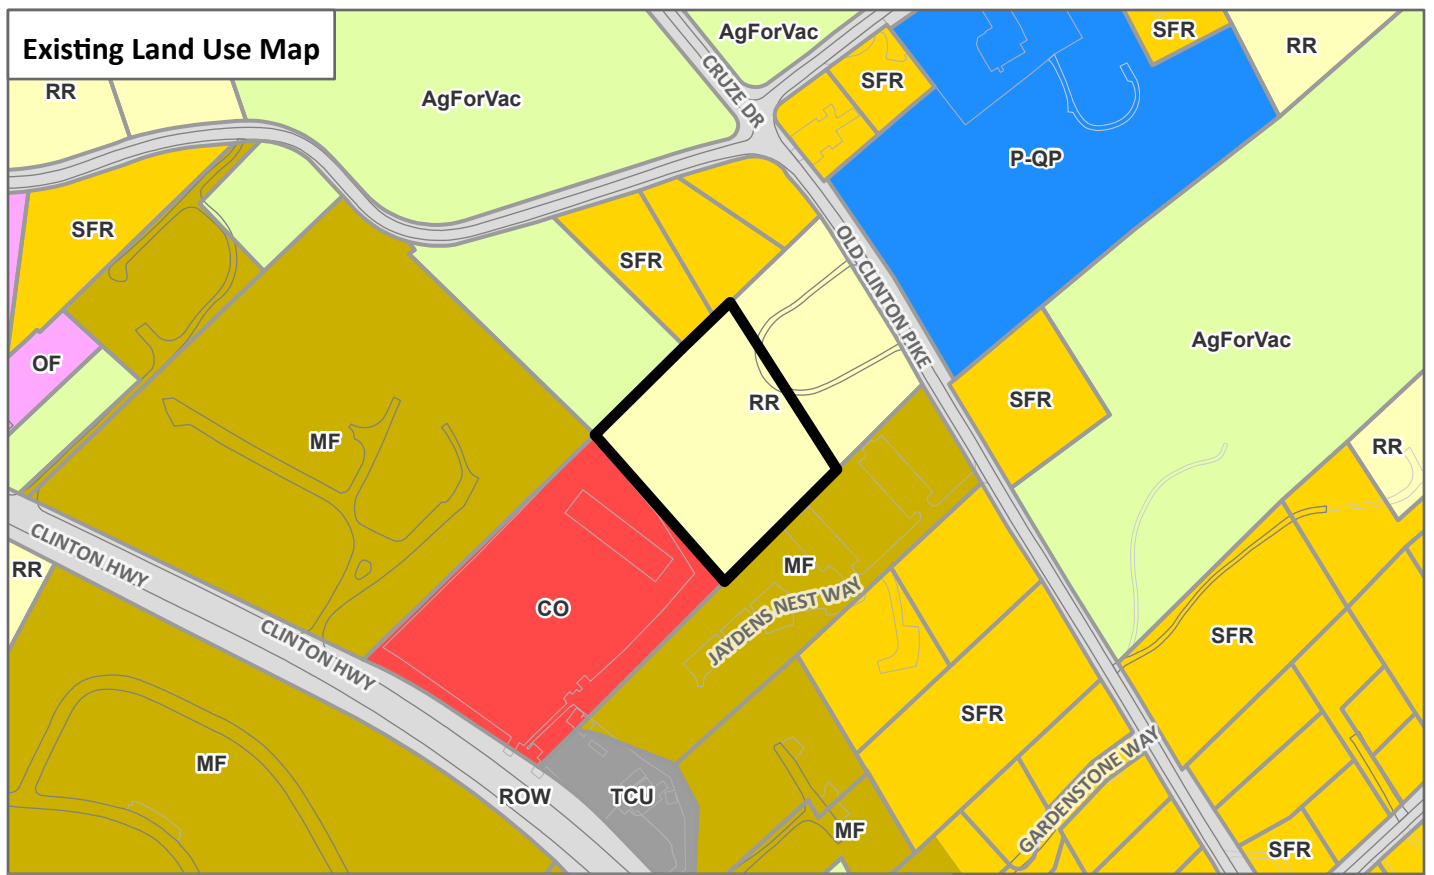 Existing Land Use Map
AgForVac
SFR
RR
CRUZE DR
SFR
RR
AgForVac
P-QP
SFR
SFR
OLD CLINTON PIKE
AgForVac
OF
RR
SFR
MF
RR
CLINTON HWY
MF
RR
CO
JAYDENS NEST WAY
SFR
CLINTON HWY
SFR
MF
GARDENSTONE WAY
ROW
TCU
MF
SFR